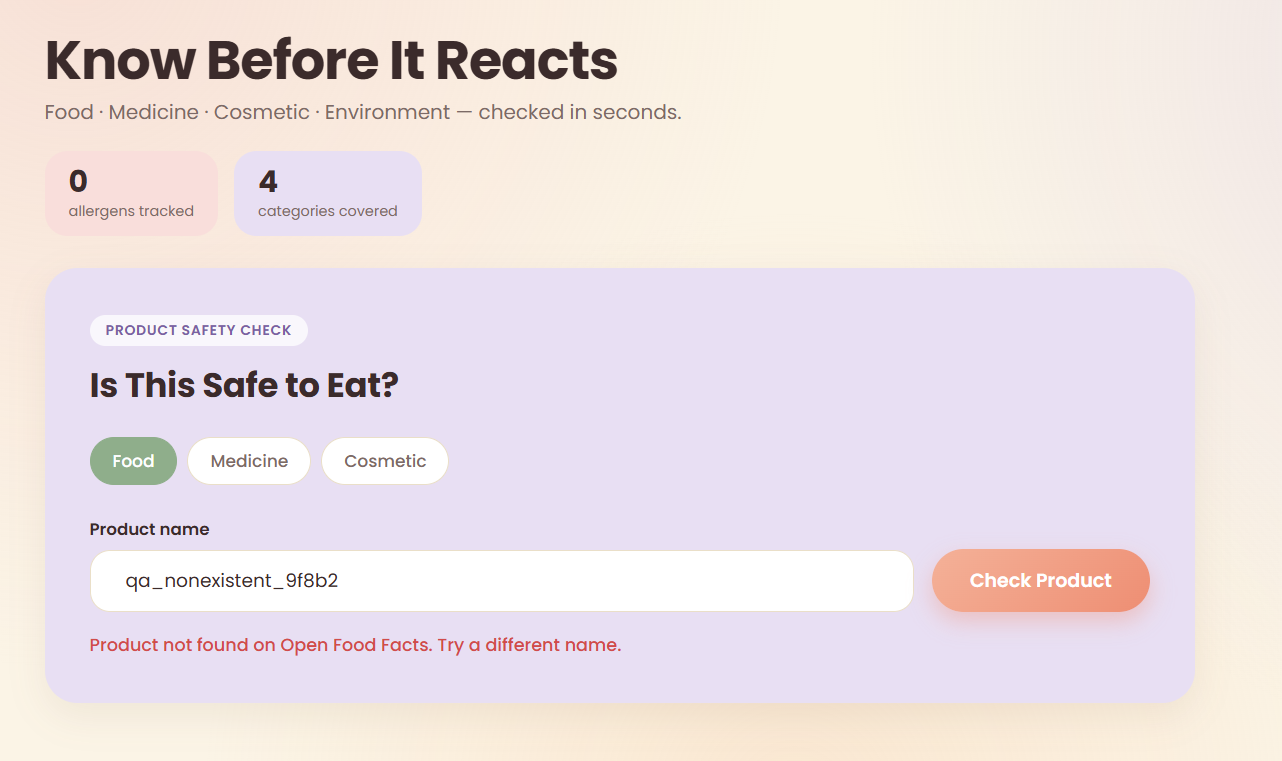 Know Before It Reacts
Food · Medicine · Cosmetic · Environment — checked in seconds.
0
allergens tracked
4
categories covered
PRODUCT SAFETY CHECK
Is This Safe to Eat?
Food
Medicine
Cosmetic
Product name
qa_nonexistent_9f8b2
Check Product
Product not found on Open Food Facts. Try a different name.